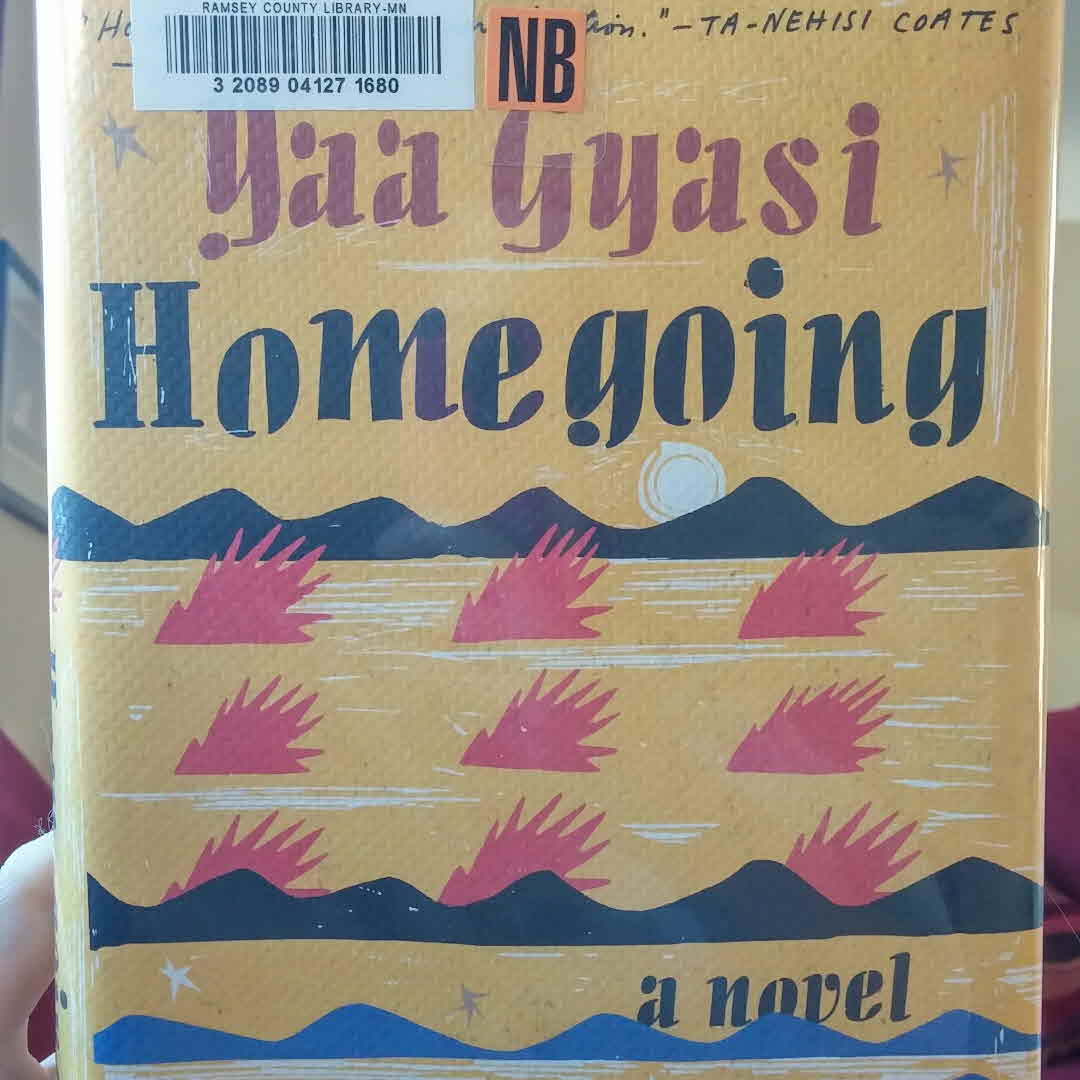 RAMSEY COUNTY LIBRARY-MN
3 2089 04127 1680
NB
." -TA-NEHISI COATES
Yaa Gyasi
Homegoing
a novel